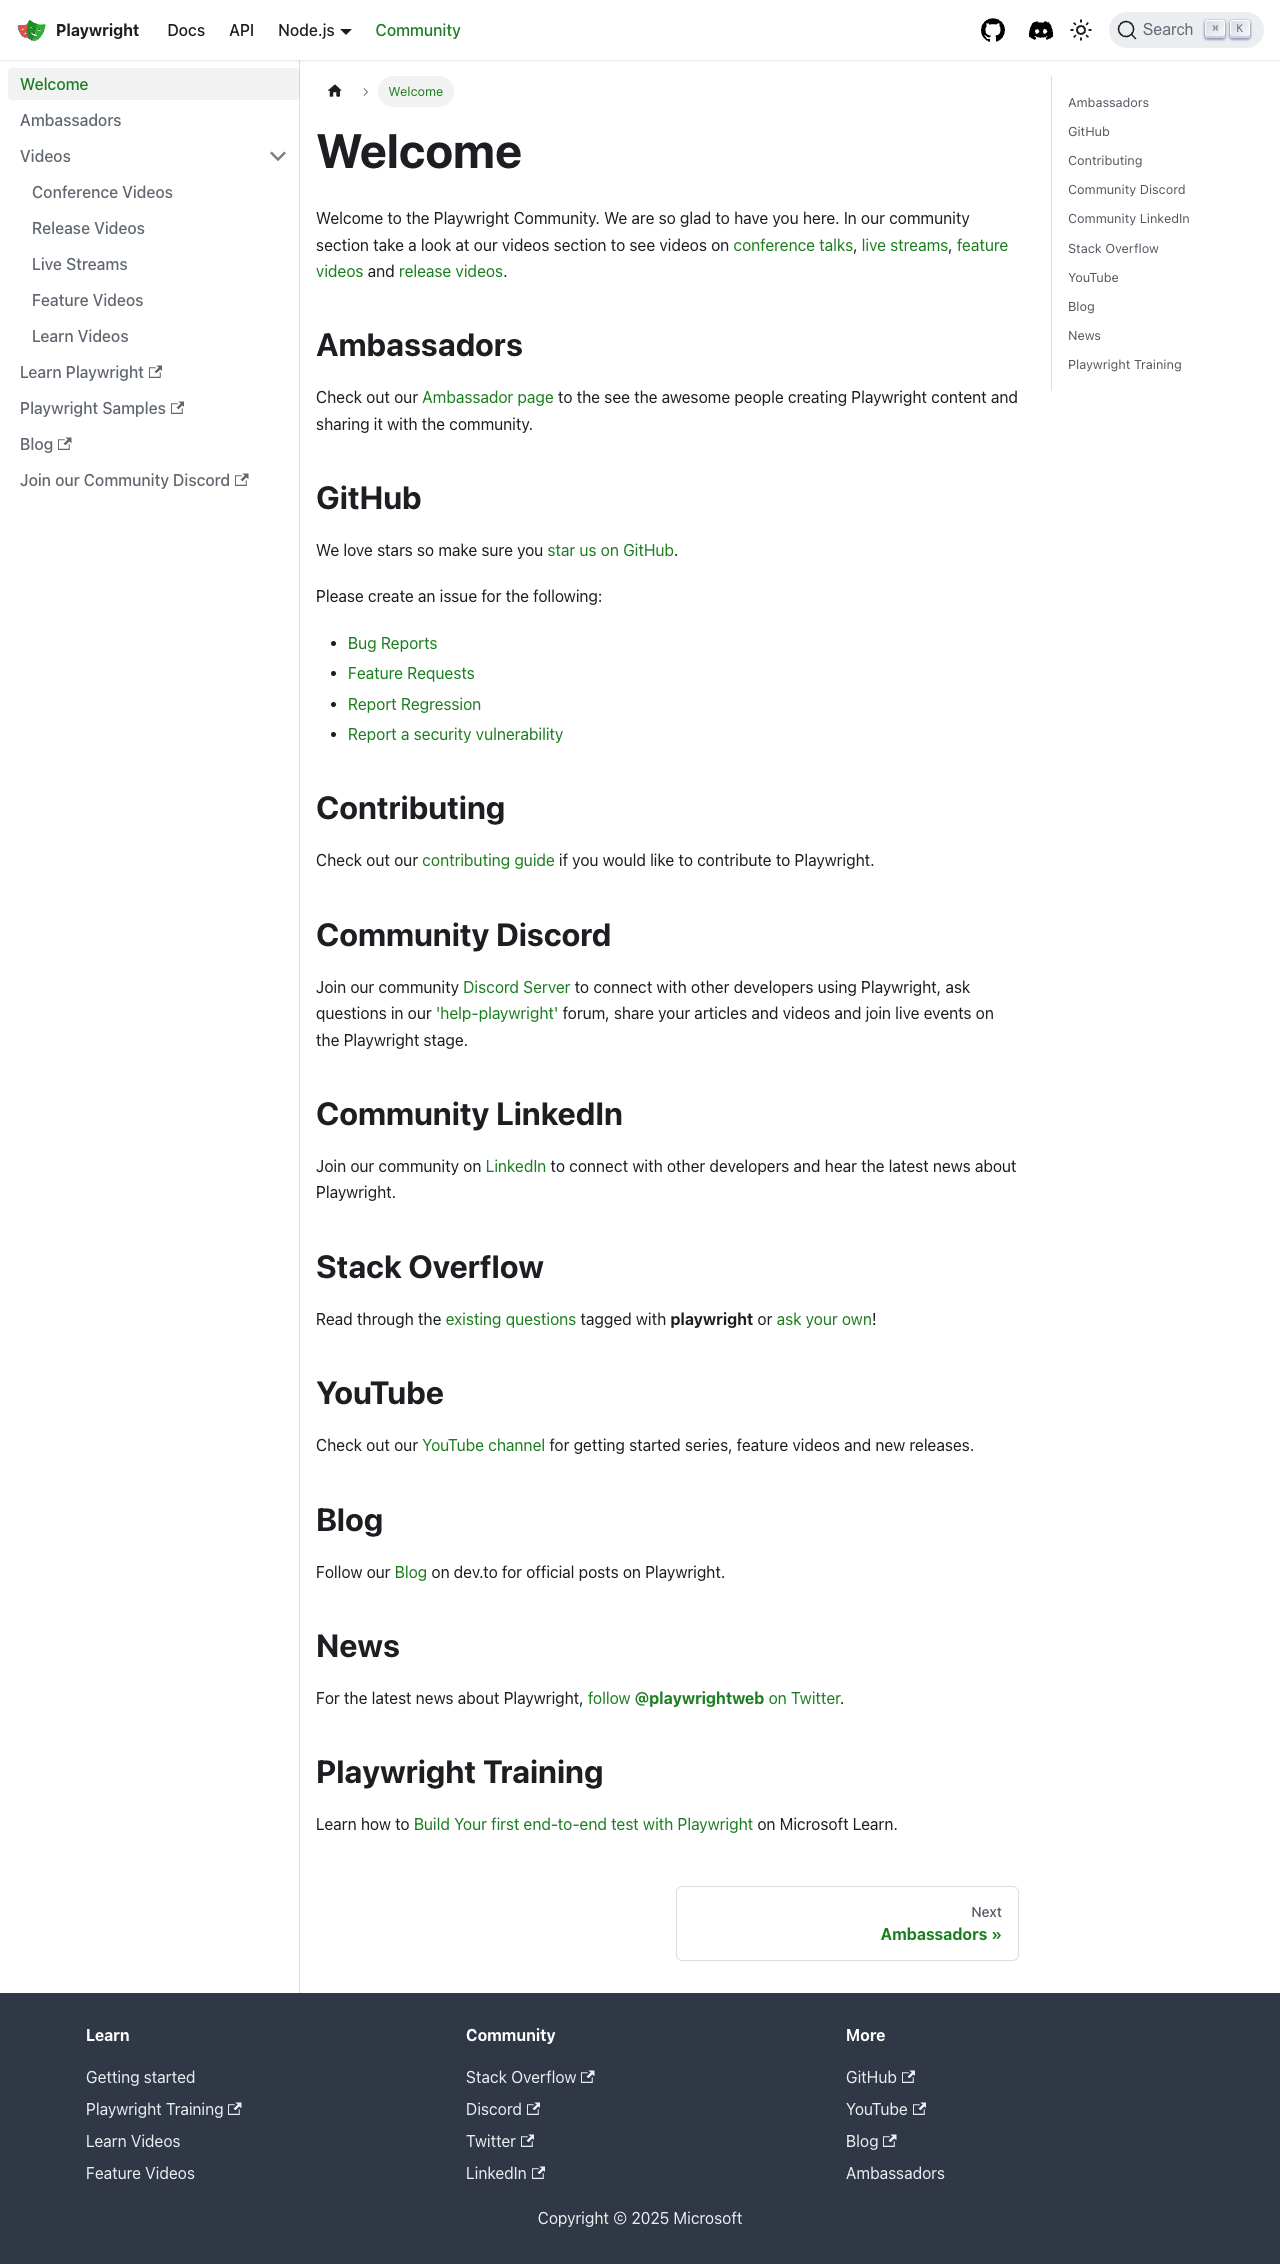 Playwright
Docs
API
Node.js
Community
Search
⌘
K
Welcome
Ambassadors
Videos
Conference Videos
Release Videos
Live Streams
Feature Videos
Learn Videos
Learn Playwright
Playwright Samples
Blog
Join our Community Discord
Welcome
Welcome
Welcome to the Playwright Community. We are so glad to have you here. In our community
section take a look at our videos section to see videos on conference talks, live streams, feature
videos and release videos.
Ambassadors
Check out our Ambassador page to the see the awesome people creating Playwright content and
sharing it with the community.
GitHub
We love stars so make sure you star us on GitHub.
Please create an issue for the following:
Bug Reports
Feature Requests
Report Regression
Report a security vulnerability
Contributing
Check out our contributing guide if you would like to contribute to Playwright.
Community Discord
Join our community Discord Server to connect with other developers using Playwright, ask
questions in our 'help-playwright' forum, share your articles and videos and join live events on
the Playwright stage.
Community LinkedIn
Join our community on LinkedIn to connect with other developers and hear the latest news about
Playwright.
Stack Overflow
Read through the existing questions tagged with playwright or ask your own!
YouTube
Check out our YouTube channel for getting started series, feature videos and new releases.
Blog
Follow our Blog on dev.to for official posts on Playwright.
News
For the latest news about Playwright, follow @playwrightweb on Twitter.
Playwright Training
Learn how to Build Your first end-to-end test with Playwright on Microsoft Learn.
Next
Ambassadors »
Ambassadors
GitHub
Contributing
Community Discord
Community LinkedIn
Stack Overflow
YouTube
Blog
News
Playwright Training
Learn
Getting started
Playwright Training
Learn Videos
Feature Videos
Community
Stack Overflow
Discord
Twitter
LinkedIn
More
GitHub
YouTube
Blog
Ambassadors
Copyright © 2025 Microsoft